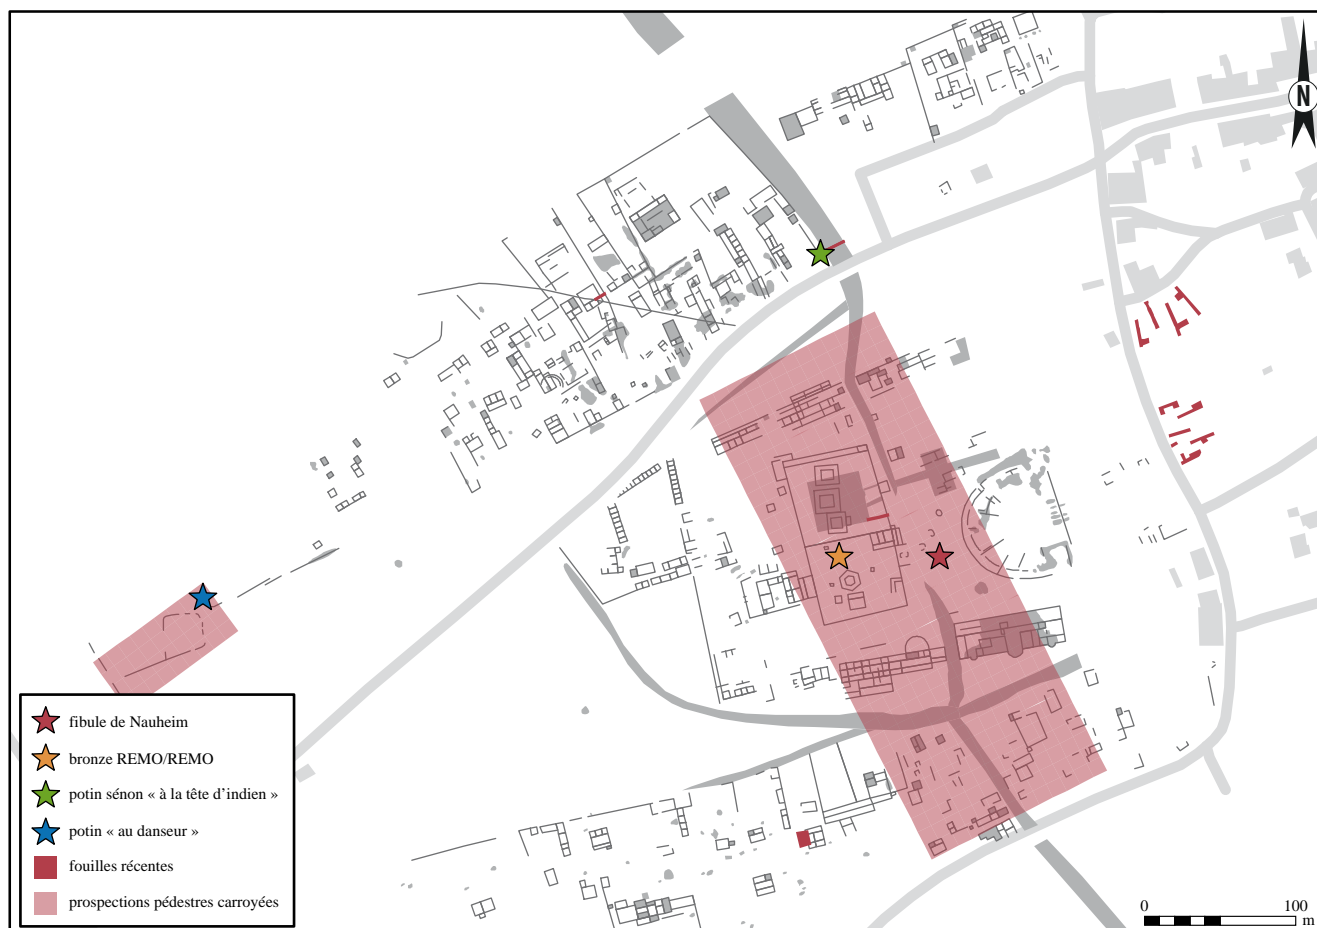 N
fibule de Nauheim
bronze REMO/REMO
potin sénon « à la tête d’indien »
potin « au danseur »
fouilles récentes
prospections pédestres carroyées
0 100
m